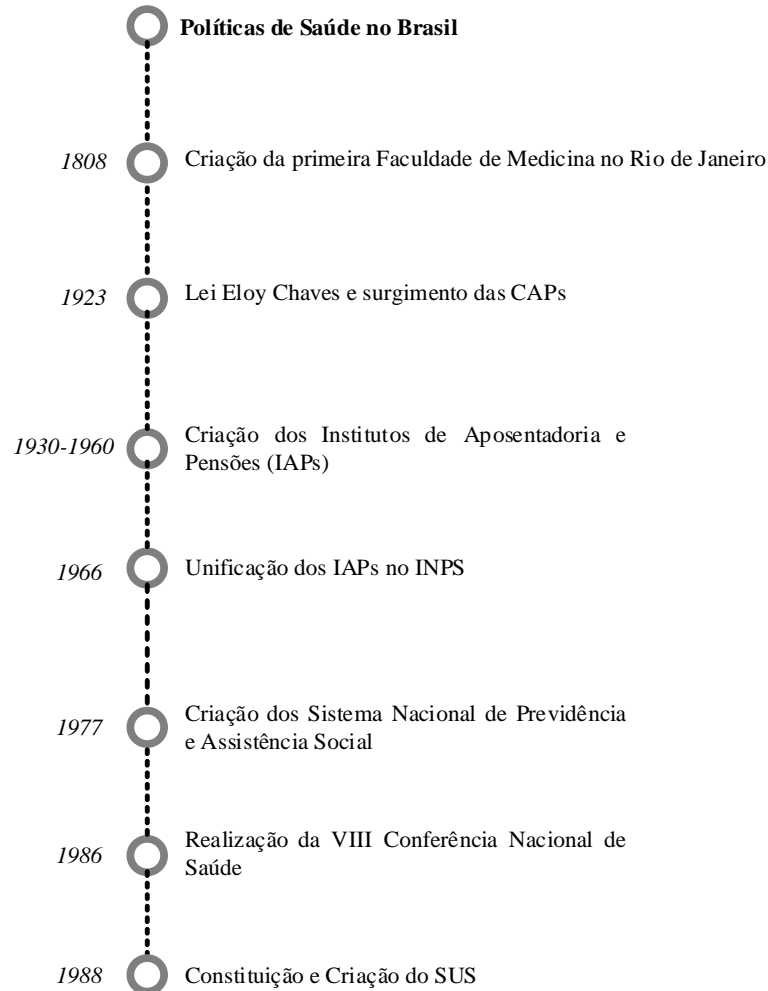 Políticas de Saúde no Brasil
1808
Criação da primeira Faculdade de Medicina no Rio de Janeiro
1923
Lei Eloy Chaves e surgimento das CAPs
1930-1960
Criação dos Institutos de Aposentadoria e
Pensões (IAPs)
1966
Unificação dos IAPs no INPS
1977
Criação dos Sistema Nacional de Previdência
e Assistência Social
1986
Realização da VIII Conferência Nacional de
Saúde
1988
Constituição e Criação do SUS